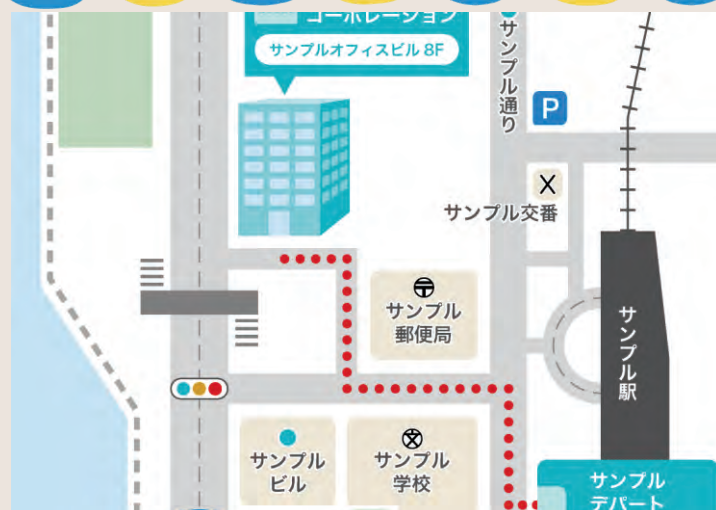 コーポレーション
サンプルオフィスビル 8F
サンプル通り
P
X
サンプル交番
〒
サンプル
郵便局
サンプル駅
サンプル
ビル
文
サンプル
学校
サンプル
デパート